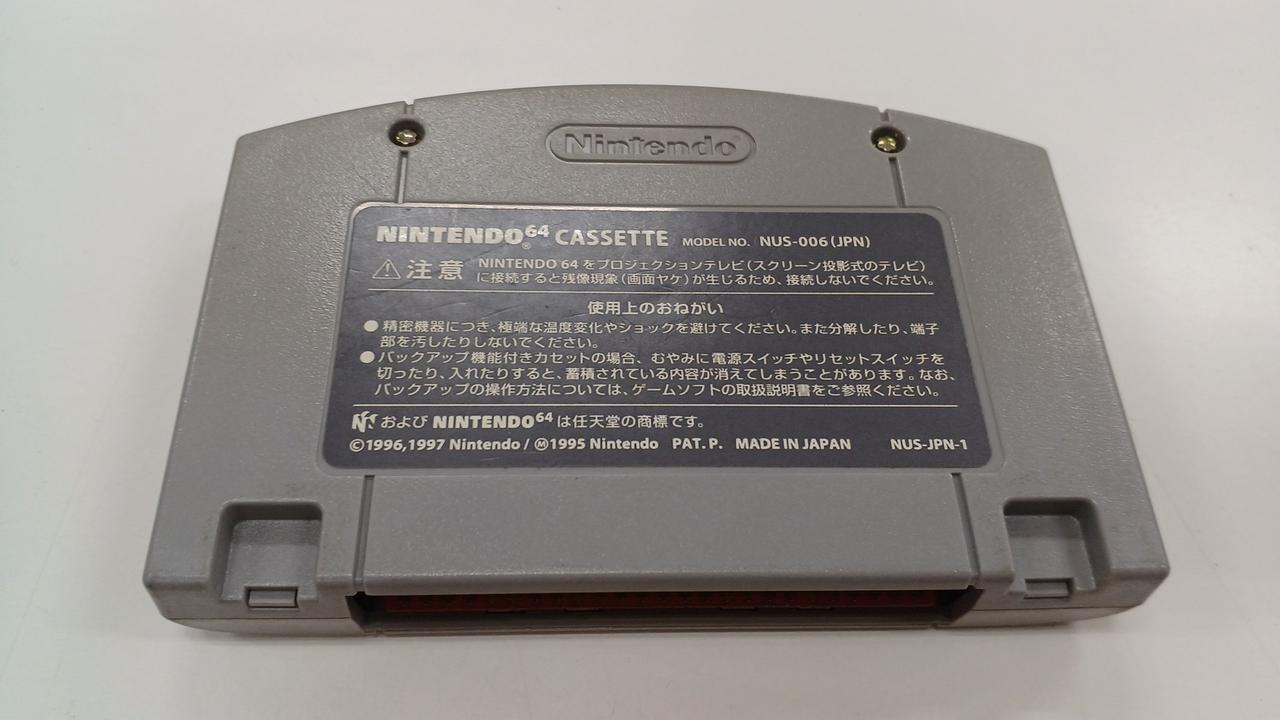 Nintendo
NINTENDO64 CASSETTE MODEL NO. NUS-006(JPN)
®
⚠注意 NINTENDO 64 をプロジェクションテレビ(スクリーン投影式のテレビ)
に接続すると残像現象(画面ヤケ)が生じるため、接続しないでください。
使用上のおねがい
●精密機器につき、極端な温度変化やショックを避けてください。また分解したり、端子
部を汚したりしないでください。
●バックアップ機能付きカセットの場合、むやみに電源スイッチやリセットスイッチを
切ったり、入れたりすると、蓄積されている内容が消えてしまうことがあります。なお、
バックアップの操作方法については、ゲームソフトの取扱説明書をご参照ください。
および NINTENDO64 は任天堂の商標です。
©1996,1997 Nintendo / Ⓜ1995 Nintendo PAT. P. MADE IN JAPAN NUS-JPN-1